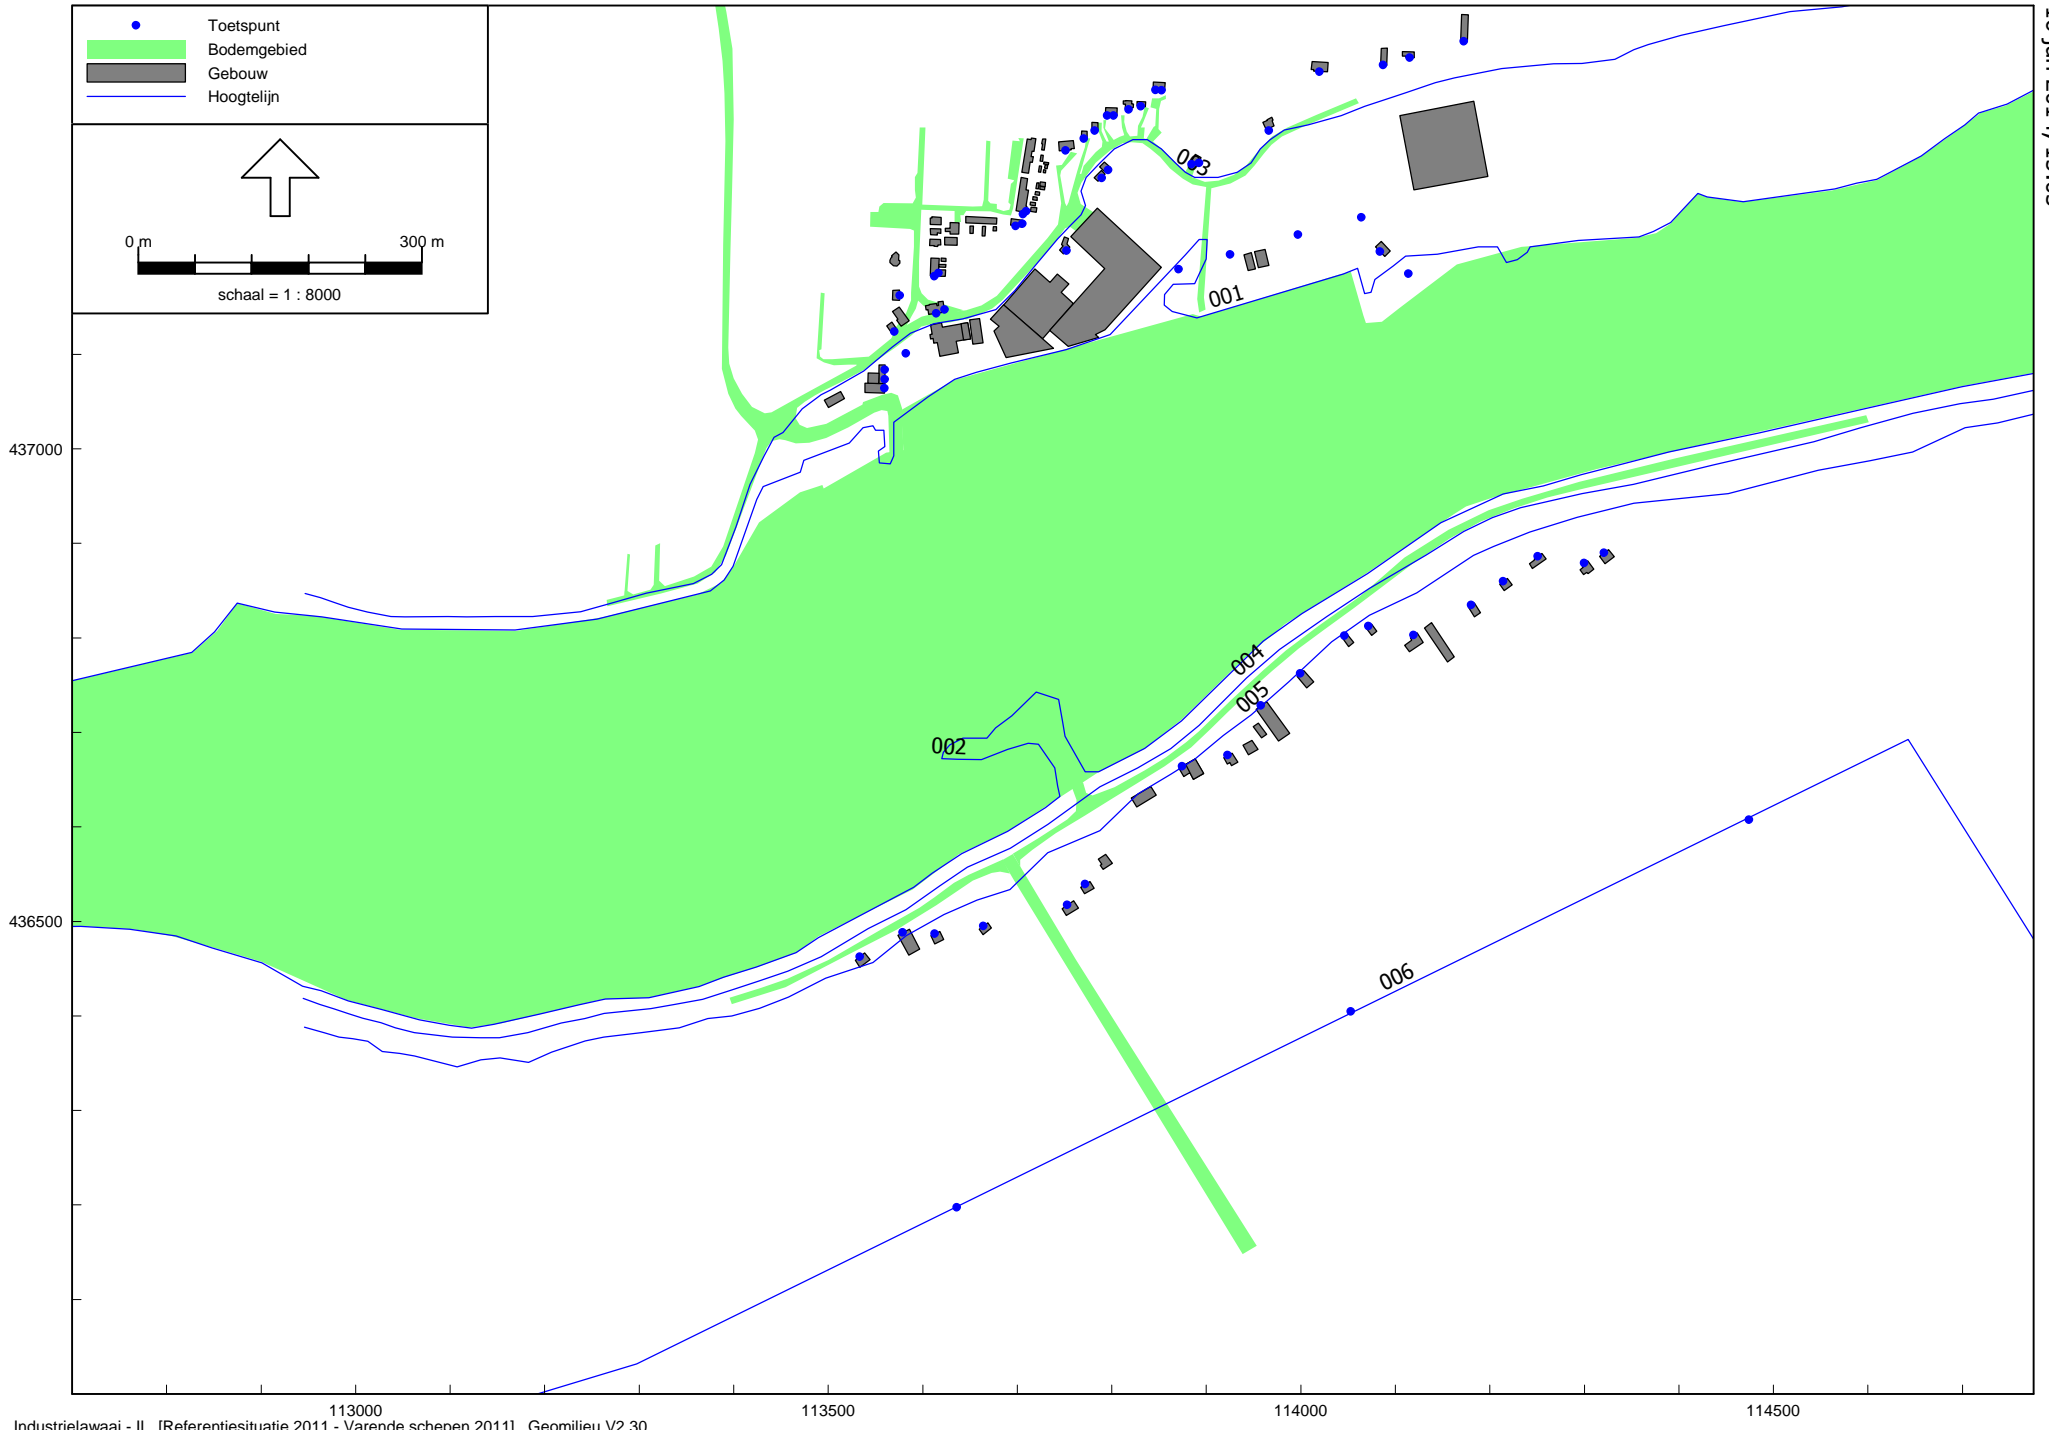 Toetspunt
Bodemgebied
Gebouw
Hoogtelijn
0 m 300 m
schaal = 1 : 8000
003
001
437000
004
005
002
436500
006
113000 113500 114000 114500
Industrielawaai - IL, [Referentiesituatie 2011 - Varende schepen 2011], Geomilieu V2.30